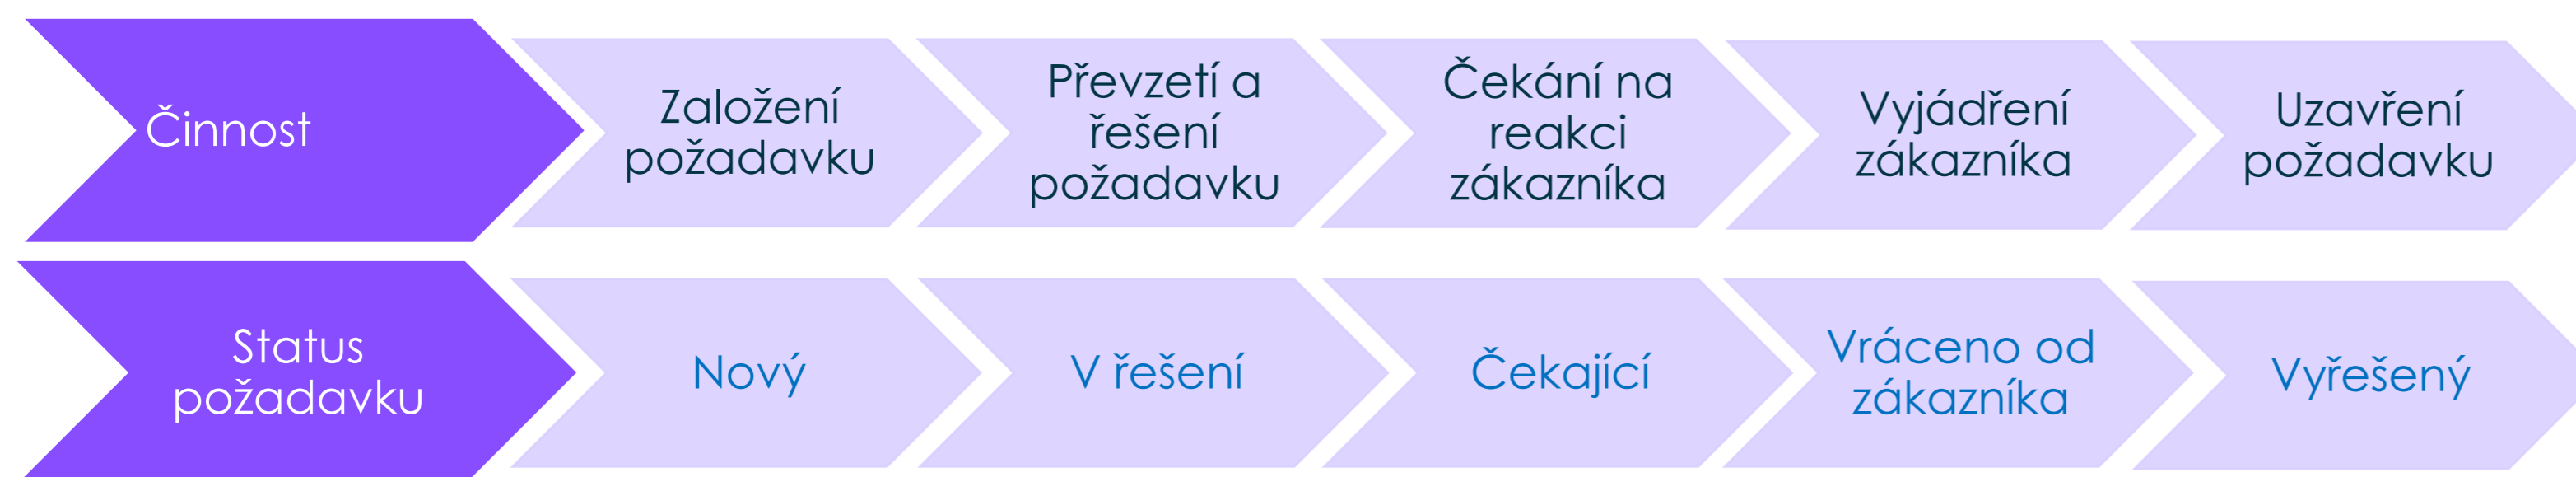 Činnost
Založení
požadavku
Převzetí a
řešení
požadavku
Čekání na
reakci
zákazníka
Vyjádření
zákazníka
Uzavření
požadavku
Status
požadavku
Nový
V řešení
Čekající
Vráceno od
zákazníka
Vyřešený